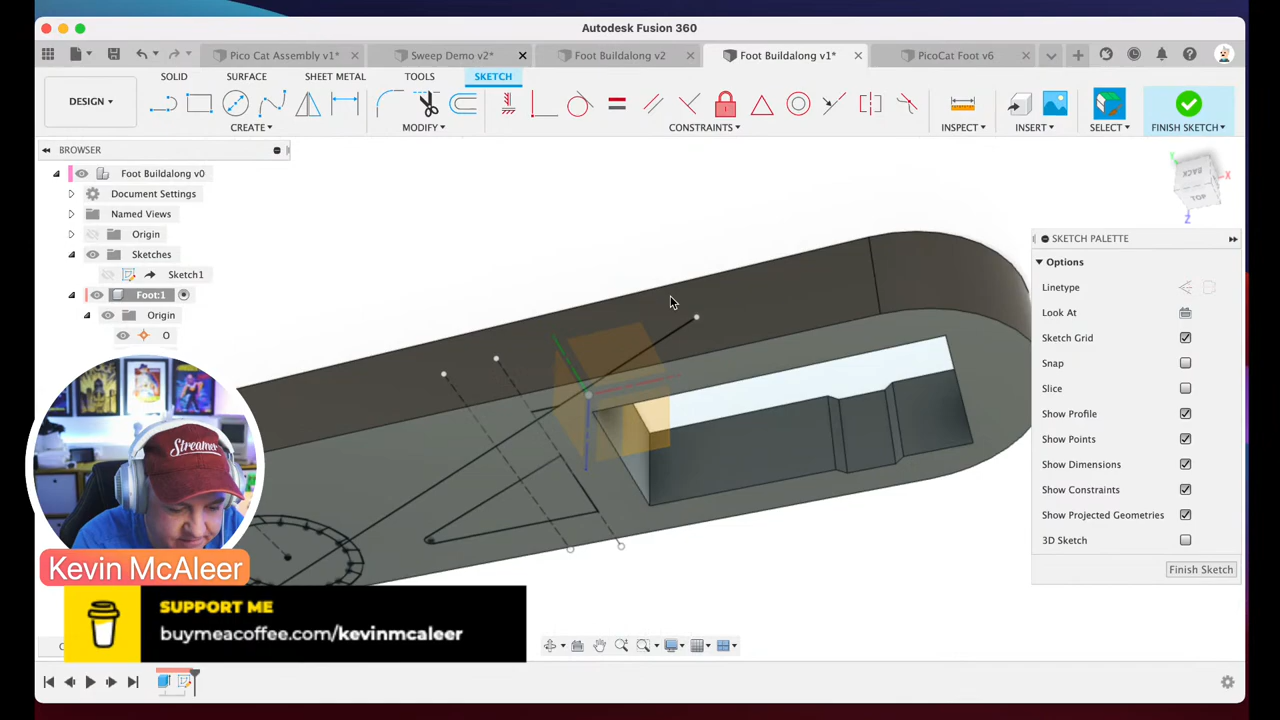 Autodesk Fusion 360
Pico Cat Assembly v1*
Sweep Demo v2*
Foot Buildalong v2
Foot Buildalong v1*
PicoCat Foot v6
SOLID
SURFACE
SHEET METAL
TOOLS
SKETCH
DESIGN
CREATE
MODIFY
CONSTRAINTS
INSPECT
INSERT
SELECT
FINISH SKETCH
BROWSER
Foot Buildalong v0
Document Settings
Named Views
Origin
Sketches
Sketch1
Foot:1
Origin
O
BACK
X
Z
SKETCH PALETTE
Options
Linetype
Look At
Sketch Grid
Snap
Slice
Show Profile
Show Points
Show Dimensions
Show Constraints
Show Projected Geometries
3D Sketch
Finish Sketch
Streamer
Kevin McAleer
SUPPORT ME
buymeacoffee.com/kevinmcaleer